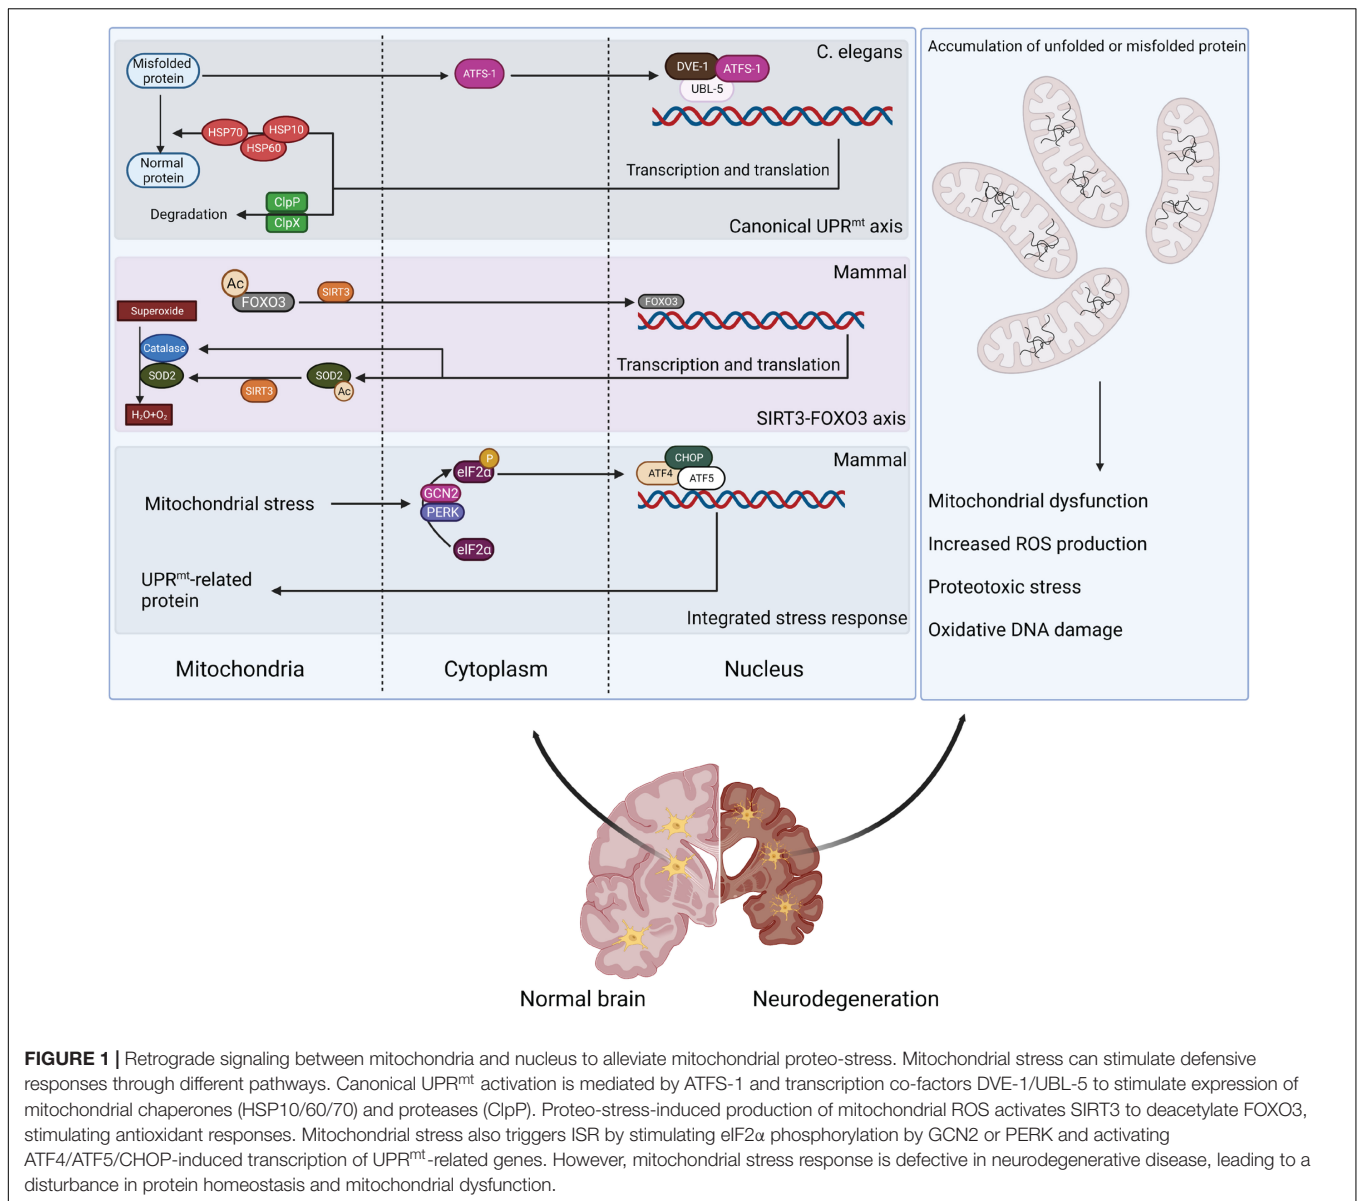 C. elegans
Misfolded
protein
ATFS-1
DVE-1
ATFS-1
UBL-5
HSP70
HSP10
HSP60
Normal
protein
Transcription and translation
ClpP
ClpX
Degradation
Canonical UPRmt axis
Mammal
Ac
FOXO3
SIRT3
FOXO3
Superoxide
Catalase
SOD2
SIRT3
SOD2
Ac
Transcription and translation
H2O+O2
SIRT3-FOXO3 axis
Mammal
P
eIF2α
GCN2
PERK
eIF2α
CHOP
ATF4
ATF5
Mitochondrial stress
UPRmt-related
protein
Integrated stress response
Mitochondria
Cytoplasm
Nucleus
Accumulation of unfolded or misfolded protein
Mitochondrial dysfunction
Increased ROS production
Proteotoxic stress
Oxidative DNA damage
Normal brain
Neurodegeneration
FIGURE 1 | Retrograde signaling between mitochondria and nucleus to alleviate mitochondrial proteo-stress. Mitochondrial stress can stimulate defensive
responses through different pathways. Canonical UPRmt activation is mediated by ATFS-1 and transcription co-factors DVE-1/UBL-5 to stimulate expression of
mitochondrial chaperones (HSP10/60/70) and proteases (ClpP). Proteo-stress-induced production of mitochondrial ROS activates SIRT3 to deacetylate FOXO3,
stimulating antioxidant responses. Mitochondrial stress also triggers ISR by stimulating eIF2α phosphorylation by GCN2 or PERK and activating
ATF4/ATF5/CHOP-induced transcription of UPRmt-related genes. However, mitochondrial stress response is defective in neurodegenerative disease, leading to a
disturbance in protein homeostasis and mitochondrial dysfunction.